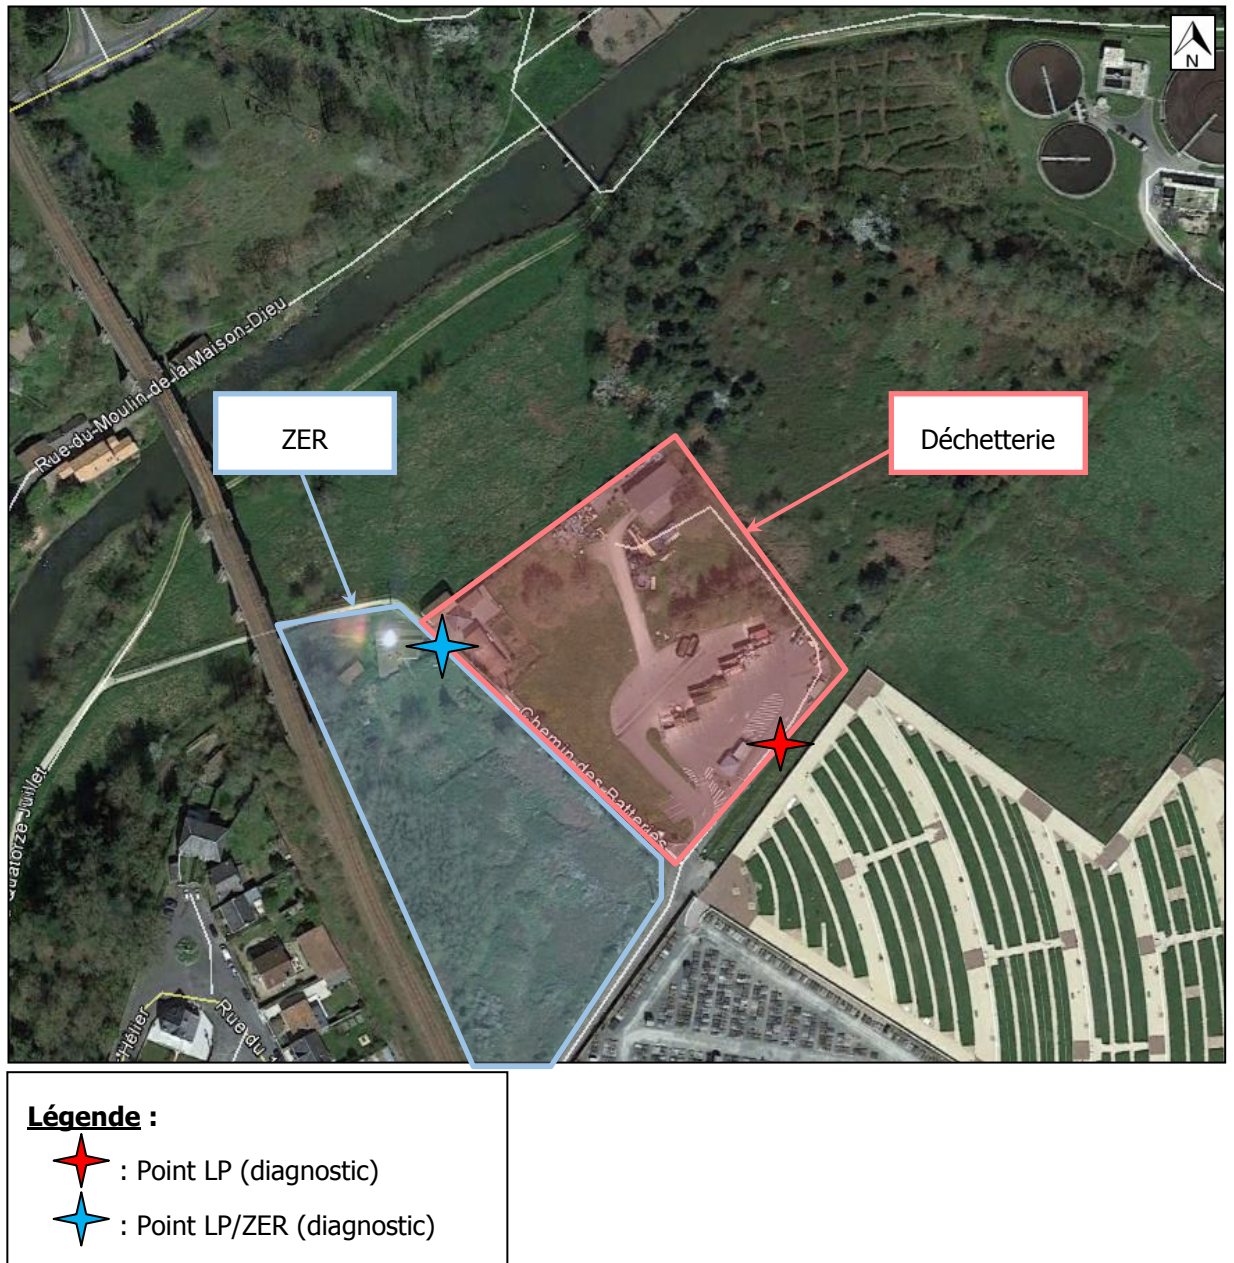 N
Rue du Moulin de la Maison-Dieu
ZER
Déchetterie
Chemin des Batteries
Quatorze Juillet
Hélier
Rue du
Légende :
: Point LP (diagnostic)
: Point LP/ZER (diagnostic)